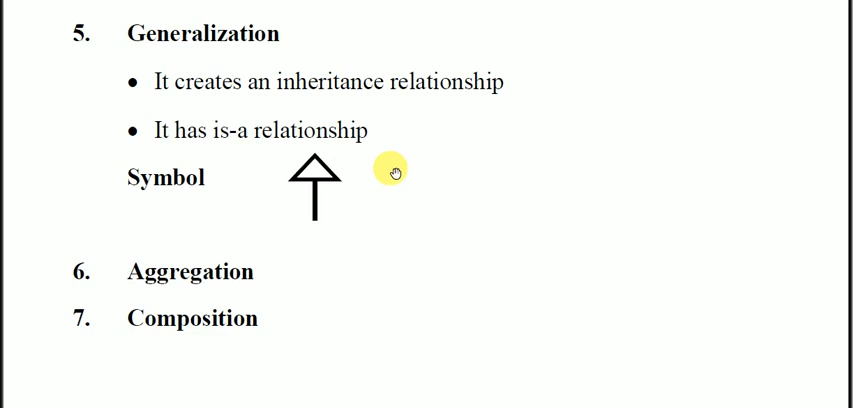 5. Generalization
• It creates an inheritance relationship
• It has is-a relationship
Symbol
6. Aggregation
7. Composition